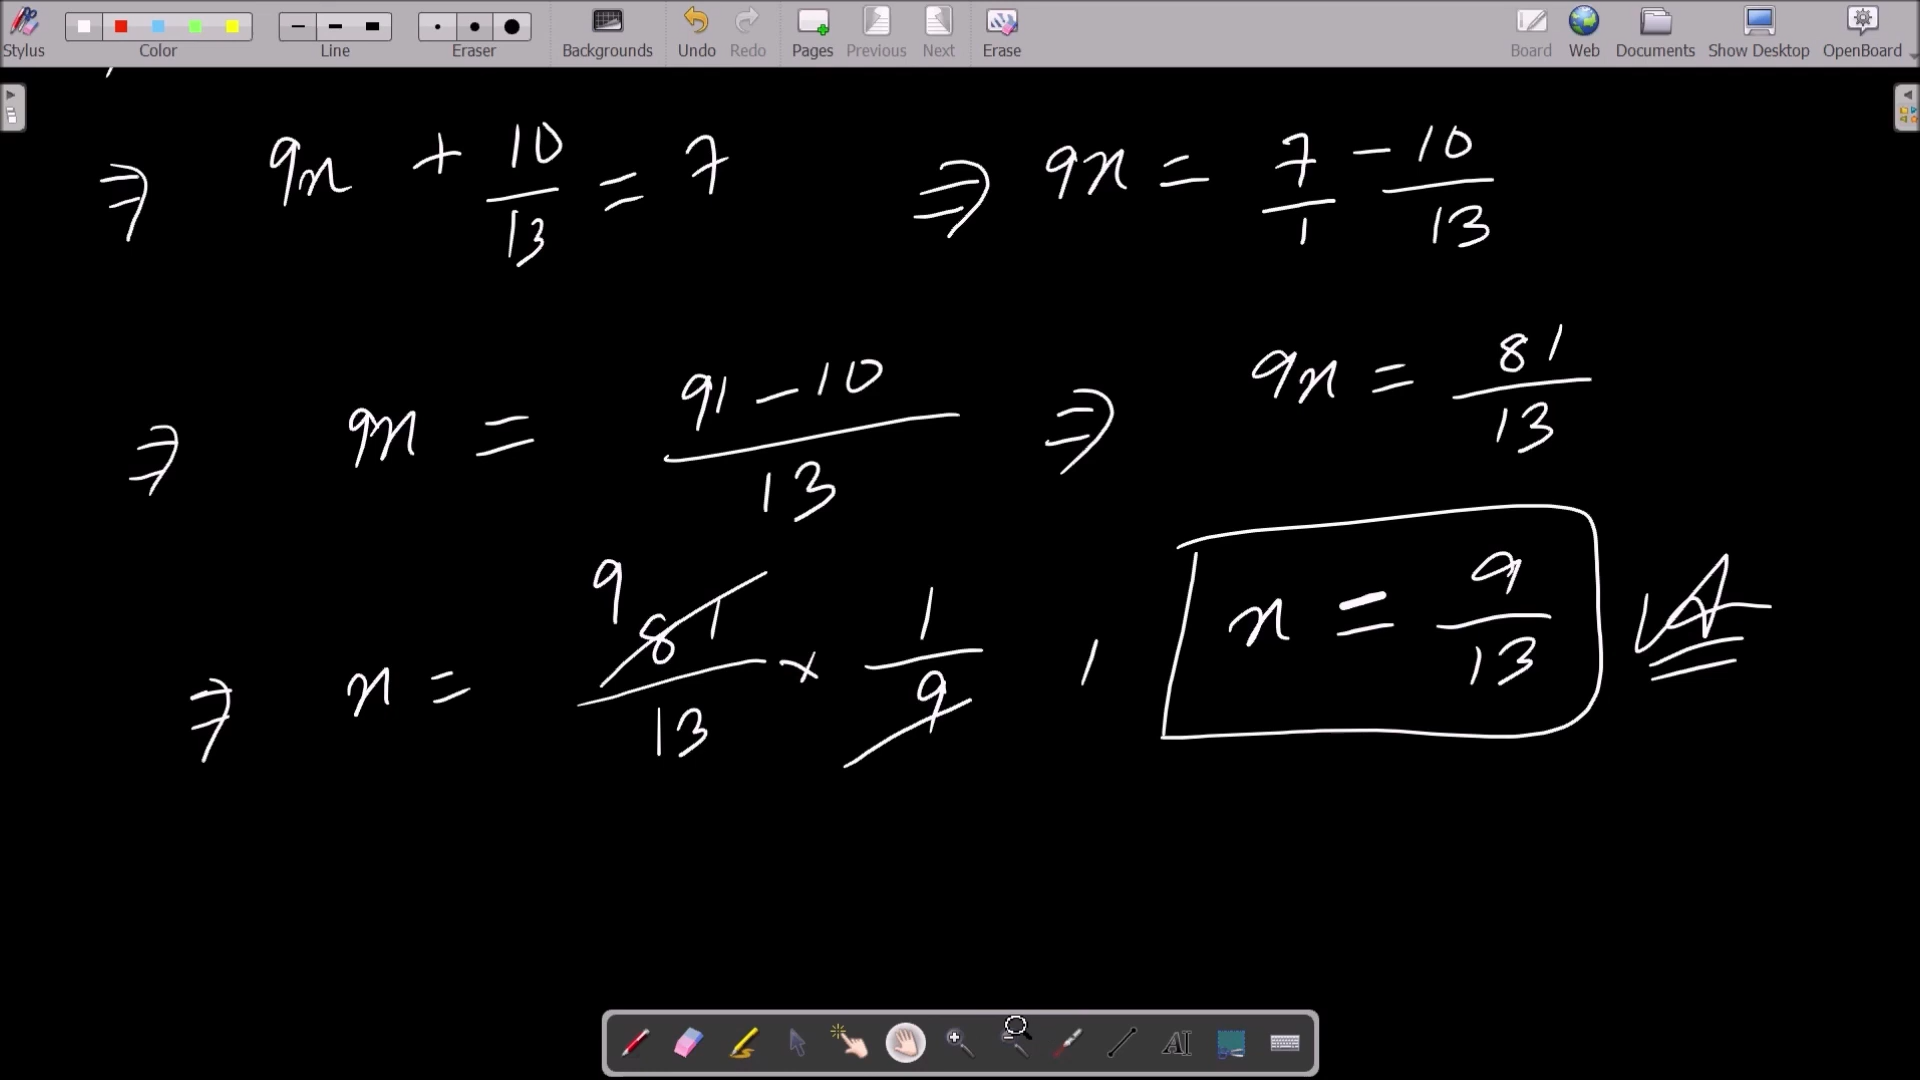 Stylus Color Line Eraser Backgrounds Undo Redo Pages Previous Next Erase Board Web Documents Show Desktop OpenBoard
⇒ 9x + 10/13 = 7 ⇒ 9x = 7/1 - 10/13
⇒ 9x = (91 - 10)/13 ⇒ 9x = 81/13
9
⇒ x = 81/13 × 1/9 , x = 9/13
AI